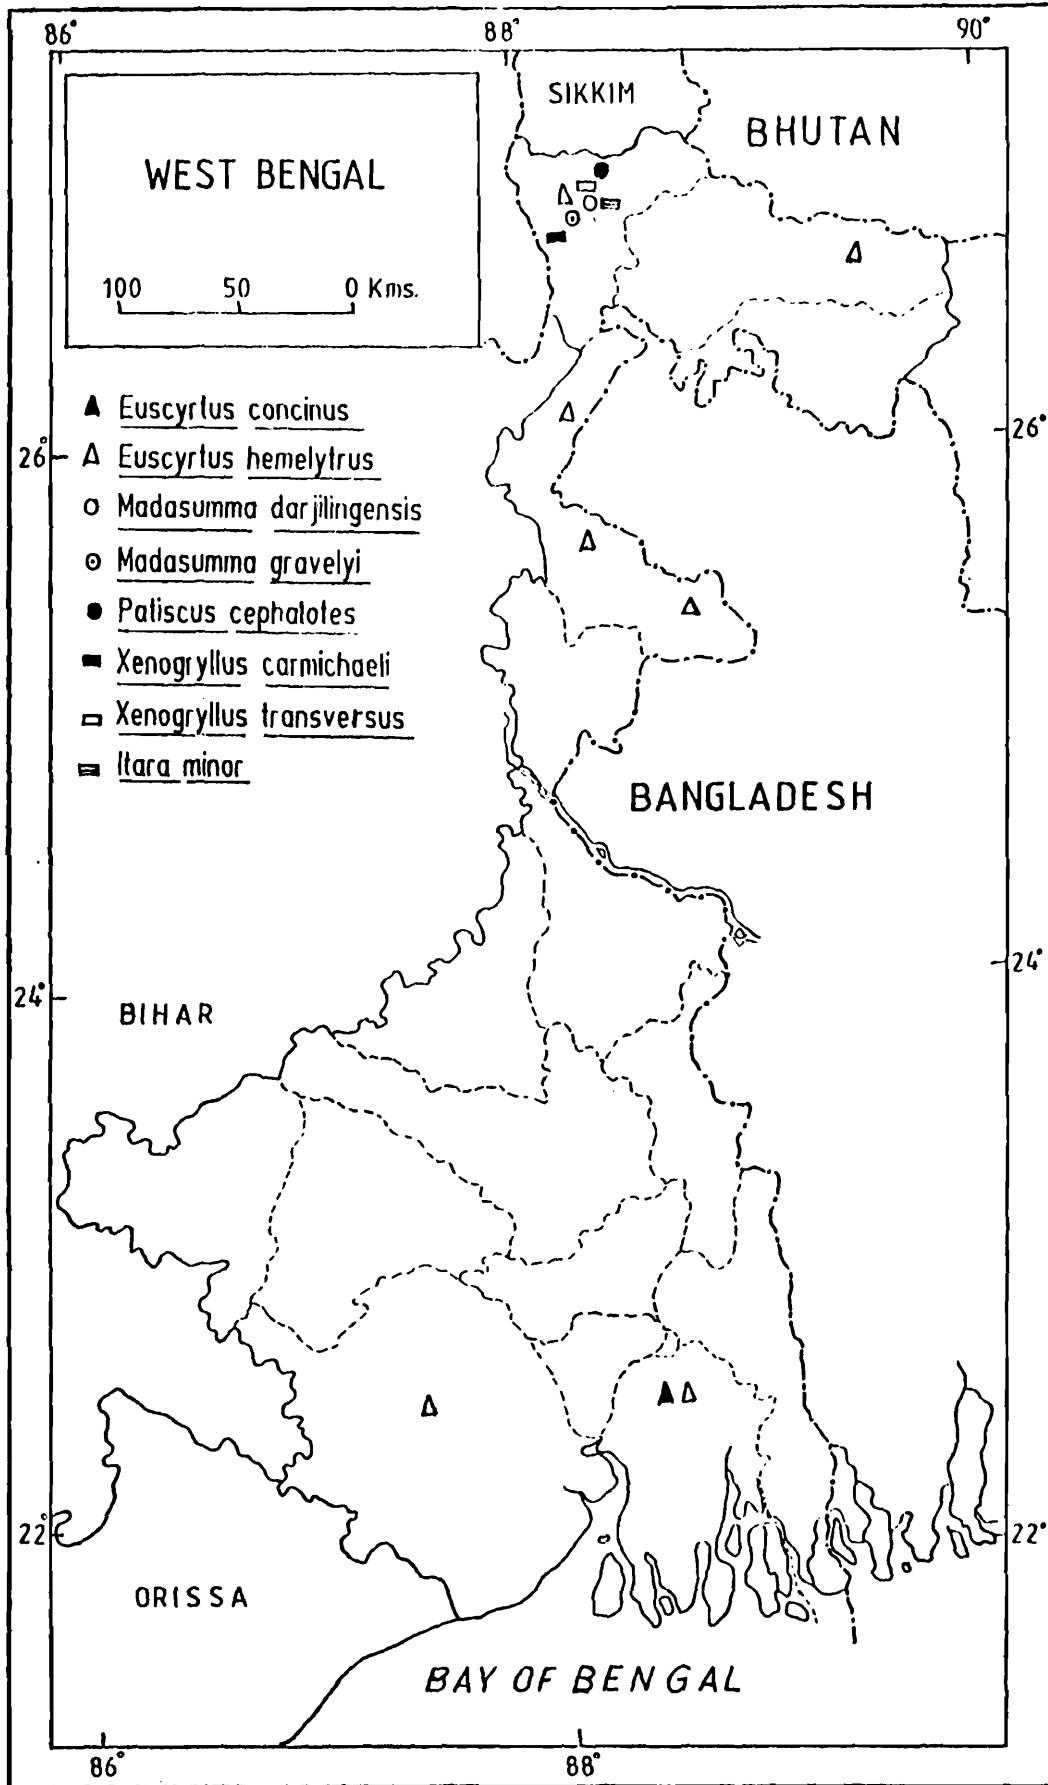 86° 88° 90°
SIKKIM
BHUTAN
WEST BENGAL
100 50 0 Kms.
Euscyrtus concinus
26° Euscyrtus hemelytrus 26°
Madasumma darjilingensis
Madasumma gravelyi
Patiscus cephalotes
Xenogryllus carmichaeli
Xenogryllus transversus
Itara minor
BANGLADESH
24° 24°
BIHAR
22° 22°
ORISSA
BAY OF BENGAL
86° 88°